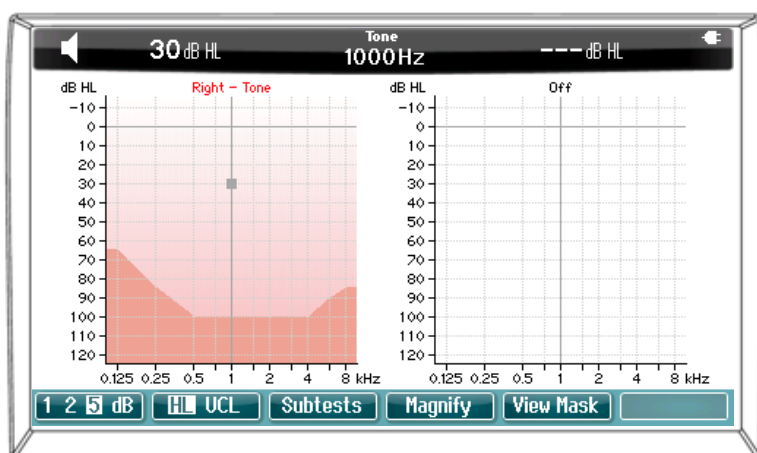 Tone
30 dB HL 1000Hz --- dB HL
dB HL Right - Tone dB HL Off
-10 -10
0 0
10 10
20 20
30 30
40 40
50 50
60 60
70 70
80 80
90 90
100 100
110 110
120 120
0.125 0.25 0.5 1 2 4 8 kHz 0.125 0.25 0.5 1 2 4 8 kHz
1 2 5 dB HL UCL Subtests Magnify View Mask